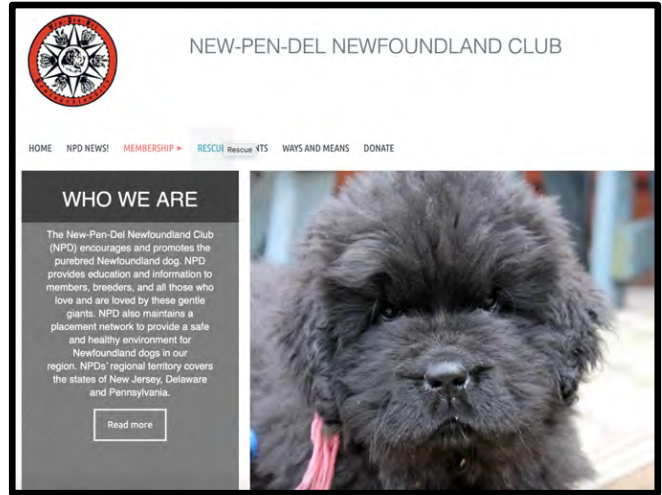 NEW-PEN-DEL NEWFOUNDLAND CLUB
HOME NPD NEWS! MEMBERSHIP ▸ RESCUE Rescue NTS WAYS AND MEANS DONATE
WHO WE ARE
The New-Pen-Del Newfoundland Club
(NPD) encourages and promotes the
purebred Newfoundland dog. NPD
provides education and information to
members, breeders, and all those who
love and are loved by these gentle
giants. NPD also maintains a
placement network to provide a safe
and healthy environment for
Newfoundland dogs in our
region. NPDs' regional territory covers
the states of New Jersey, Delaware
and Pennsylvania.
Read more